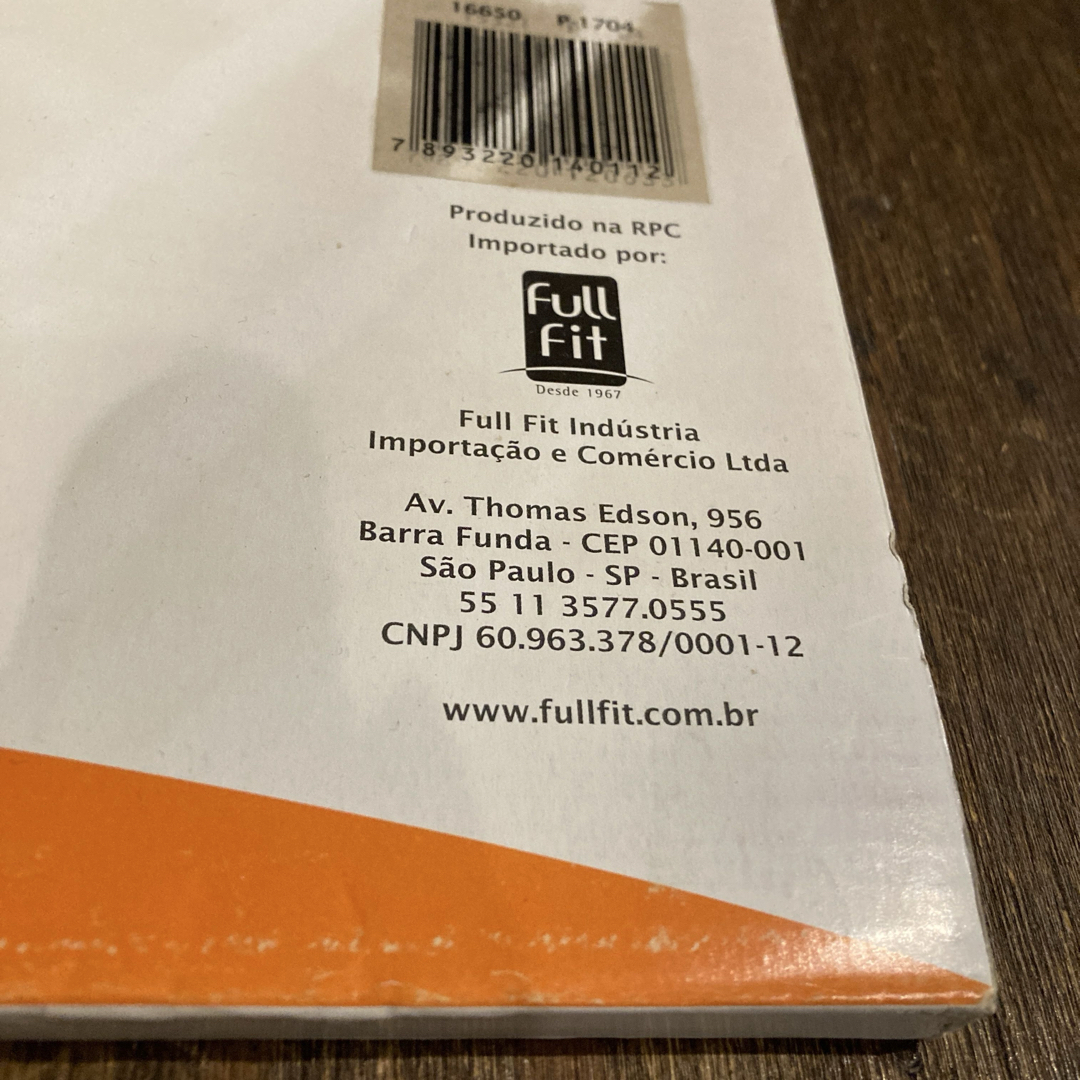 16650 P.1704
7 893220 140112
Produzido na RPC
Importado por:
Full
Fit
Desde 1967
Full Fit Indústria
Importação e Comércio Ltda
Av. Thomas Edson, 956
Barra Funda - CEP 01140-001
São Paulo - SP - Brasil
55 11 3577.0555
CNPJ 60.963.378/0001-12
www.fullfit.com.br